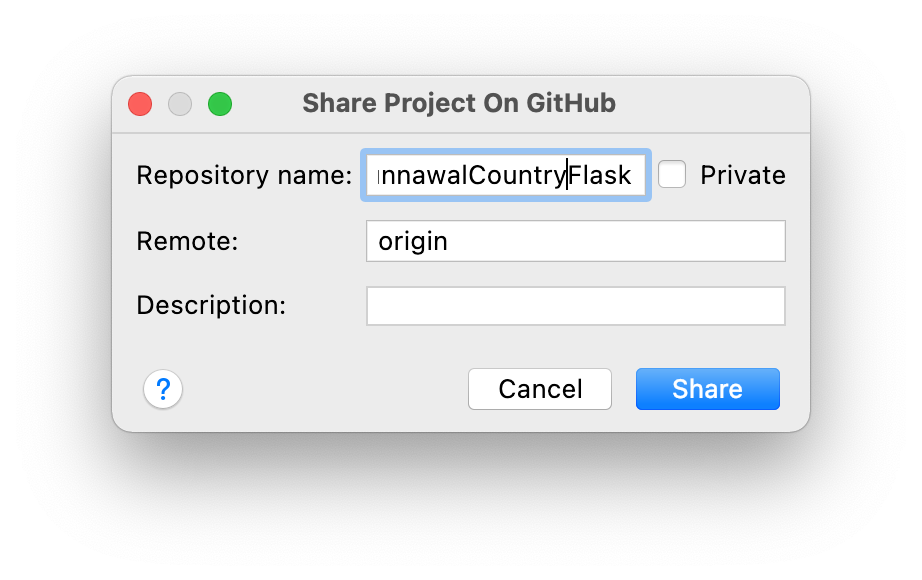 Share Project On GitHub
Repository name: nnawalCountryFlask Private
Remote: origin
Description:
? Cancel Share